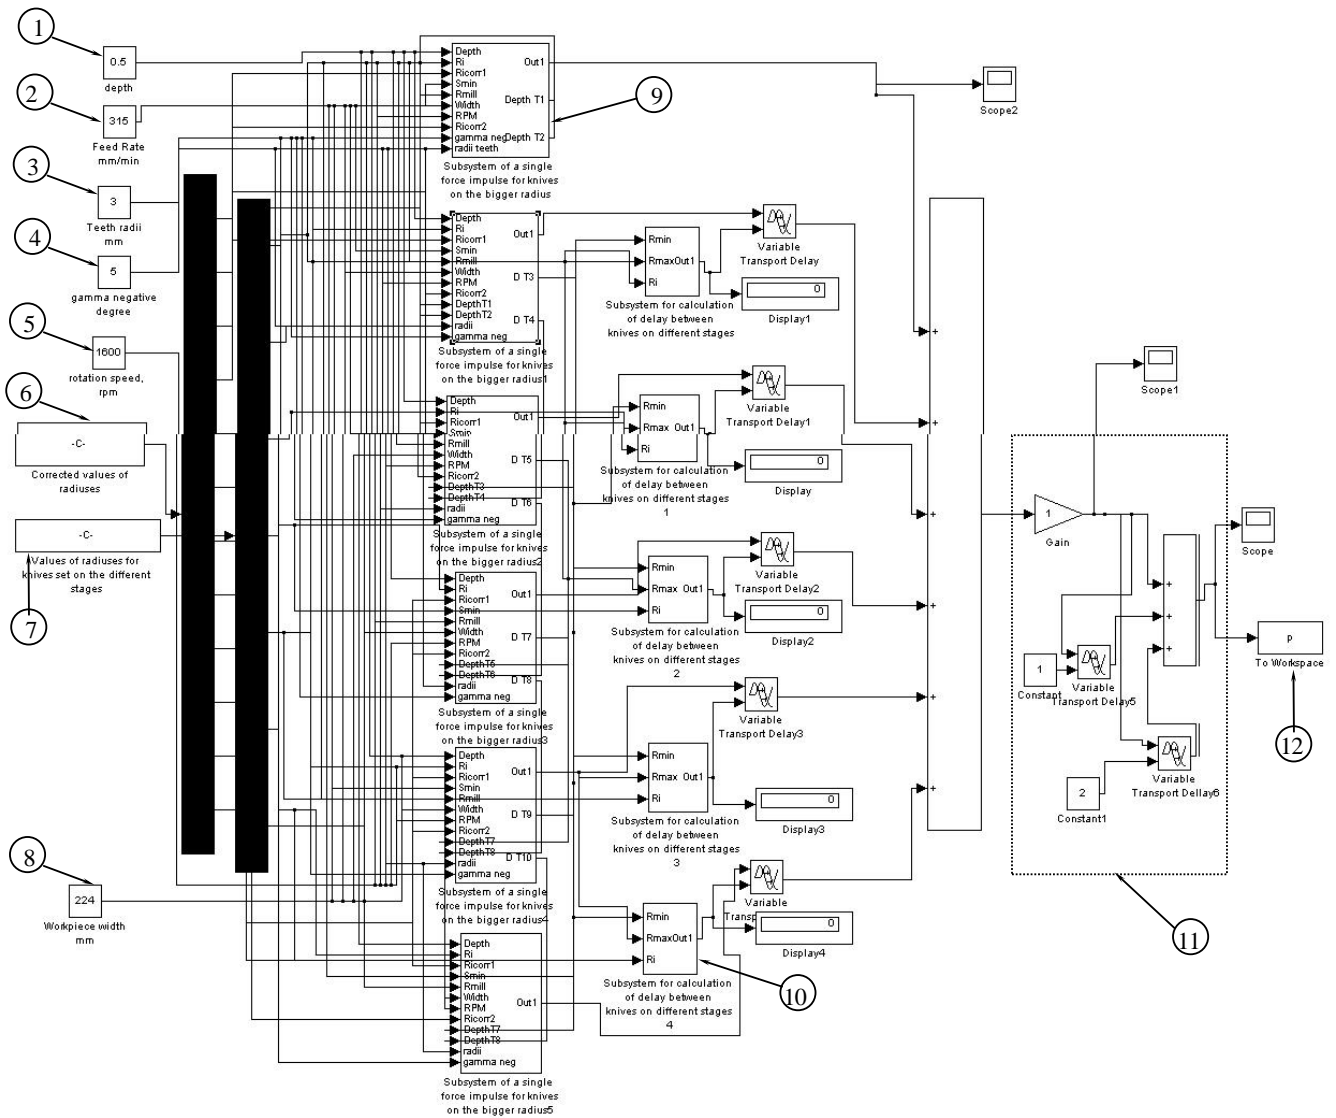 1
0.5
depth
2
315
Feed Rate
mm/min
3
3
Teeth radii
mm
4
5
gamma negative
degree
5
1600
rotation speed,
rpm
6
-C-
Corrected values of
radiuses
-C-
Values of radiuses for
knives set on the different
stages
7
8
224
Workpiece width
mm
Depth
Ri
Ricorr1
Smin
Rmill
Width
RPM
Ricorr2
gamma neg
radii teeth
Out1
Depth T1
Depth T2
Subsystem of a single
force impulse for knives
on the bigger radius
9
Scope2
Depth
Ri
Ricorr1
Smin
Rmill
Width
RPM
Ricorr2
DepthT1
DepthT2
radii
gamma neg
Out1
D T3
D T4
Subsystem of a single
force impulse for knives
on the bigger radius1
Rmin
RmaxOut1
Ri
Subsystem for calculation
of delay between
knives on different stages
Variable
Transport Delay
0
Display1
Depth
Ri
Ricorr1
Smin
Rmill
Width
RPM
Ricorr2
DepthT3
DepthT4
radii
gamma neg
Out1
D T5
D T6
Subsystem of a single
force impulse for knives
on the bigger radius2
Rmin
Rmax Out1
Ri
Subsystem for calculation
of delay between
knives on different stages
1
Variable
Transport Delay1
0
Display
Depth
Ri
Ricorr1
Smin
Rmill
Width
RPM
Ricorr2
DepthT5
DepthT6
radii
gamma neg
Out1
D T7
D T8
Subsystem of a single
force impulse for knives
on the bigger radius3
Rmin
Rmax Out1
Ri
Subsystem for calculation
of delay between
knives on different stages
2
Variable
Transport Delay2
0
Display2
Depth
Ri
Ricorr1
Smin
Rmill
Width
RPM
Ricorr2
DepthT7
DepthT8
radii
gamma neg
Out1
D T9
D T10
Subsystem of a single
force impulse for knives
on the bigger radius4
Rmin
Rmax Out1
Ri
Subsystem for calculation
of delay between
knives on different stages
3
Variable
Transport Delay3
0
Display3
Depth
Ri
Ricorr1
Smin
Rmill
Width
RPM
Ricorr2
DepthT7
DepthT8
radii
gamma neg
Out1
Subsystem of a single
force impulse for knives
on the bigger radius5
Rmin
RmaxOut1
Ri
Subsystem for calculation
of delay between
knives on different stages
4
10
Variable
0
Display4
+
+
+
+
+
+
Scope1
1
Gain
+
+
+
Scope
p
To Workspace
12
1
Constant
Variable
Transport Delay5
2
Constant1
Variable
Transport Dellay6
11